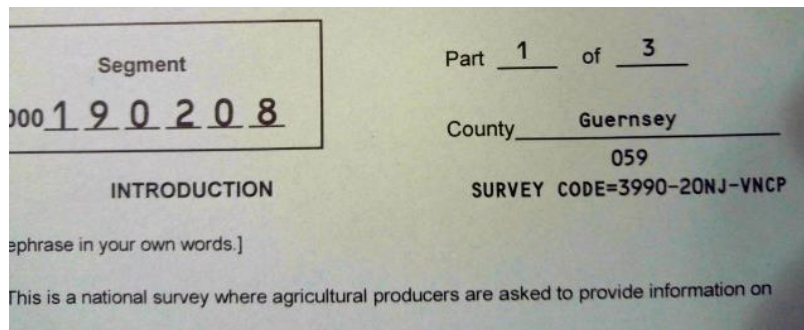 Segment
Part 1 of 3
000 190208
County Guernsey
059
INTRODUCTION
SURVEY CODE=3990-20NJ-VNCP
ephrase in your own words.]
This is a national survey where agricultural producers are asked to provide information on